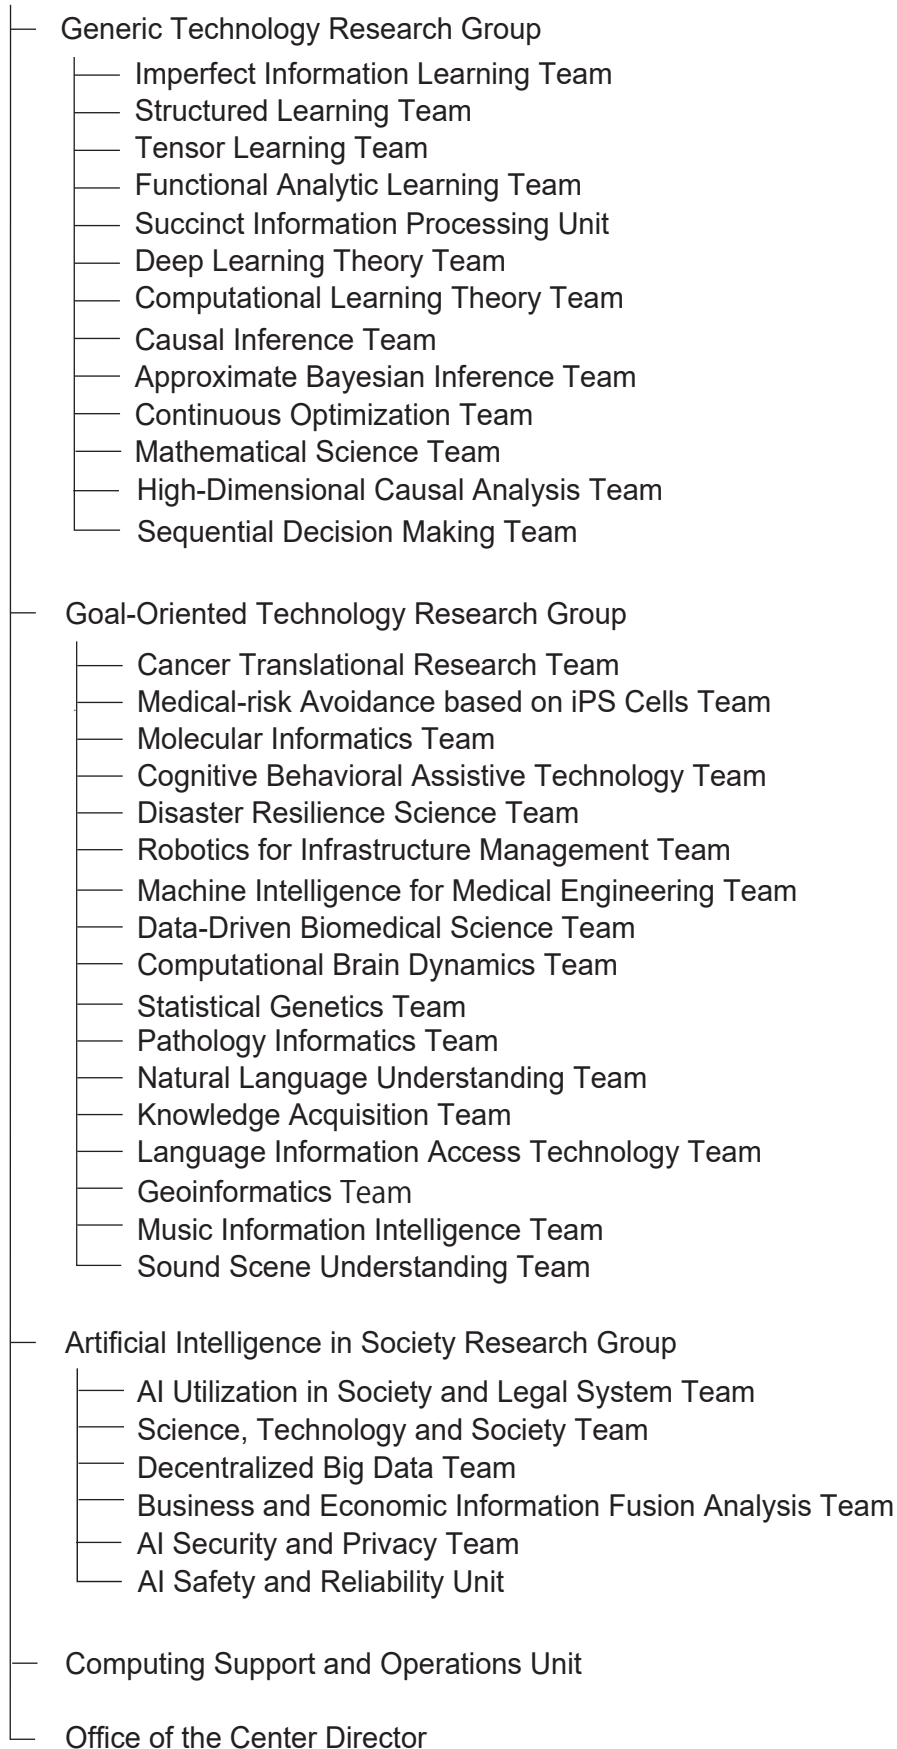 Generic Technology Research Group
Imperfect Information Learning Team
Structured Learning Team
Tensor Learning Team
Functional Analytic Learning Team
Succinct Information Processing Unit
Deep Learning Theory Team
Computational Learning Theory Team
Causal Inference Team
Approximate Bayesian Inference Team
Continuous Optimization Team
Mathematical Science Team
High-Dimensional Causal Analysis Team
Sequential Decision Making Team
Goal-Oriented Technology Research Group
Cancer Translational Research Team
Medical-risk Avoidance based on iPS Cells Team
Molecular Informatics Team
Cognitive Behavioral Assistive Technology Team
Disaster Resilience Science Team
Robotics for Infrastructure Management Team
Machine Intelligence for Medical Engineering Team
Data-Driven Biomedical Science Team
Computational Brain Dynamics Team
Statistical Genetics Team
Pathology Informatics Team
Natural Language Understanding Team
Knowledge Acquisition Team
Language Information Access Technology Team
Geoinformatics Team
Music Information Intelligence Team
Sound Scene Understanding Team
Artificial Intelligence in Society Research Group
AI Utilization in Society and Legal System Team
Science, Technology and Society Team
Decentralized Big Data Team
Business and Economic Information Fusion Analysis Team
AI Security and Privacy Team
AI Safety and Reliability Unit
Computing Support and Operations Unit
Office of the Center Director